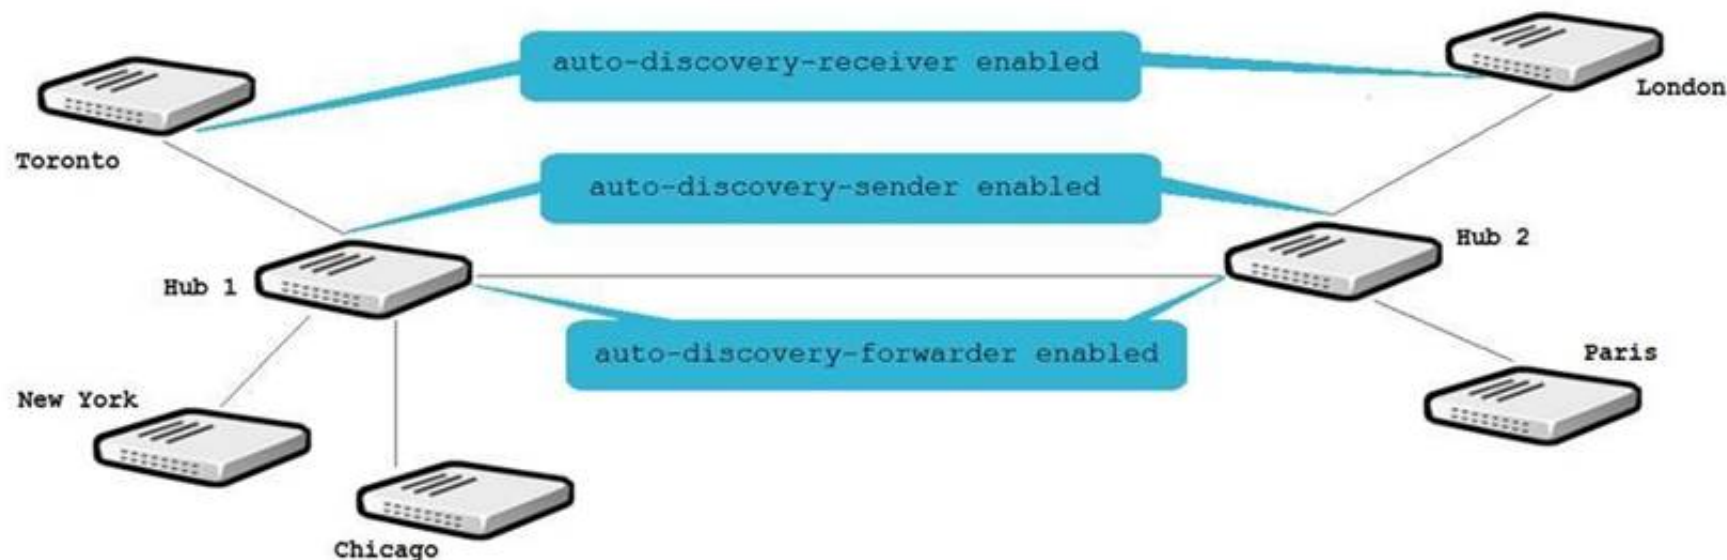 auto-discovery-receiver enabled
London
Toronto
auto-discovery-sender enabled
Hub 2
Hub 1
auto-discovery-forwarder enabled
Paris
New York
Chicago